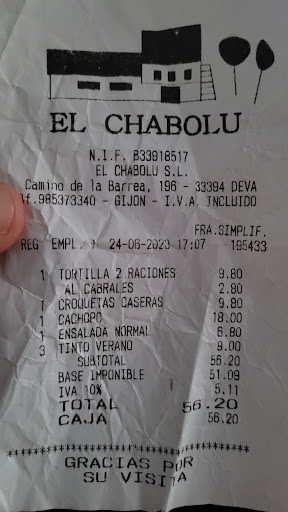 EL CHABOLU
N.I.F. B33918517
EL CHABOLU S.L.
Camino de la Barrea, 196 - 33394 DEVA
lf.985373340 - GIJON - I.V.A. INCLUIDO
FRA.SIMPLIF.
REG EMPL. 1 24-06-2023 17:07 195433
1 TORTILLA 2 RACIONES 9.80
AL CABRALES 2.80
1 CROQUETAS CASERAS 9.80
1 CACHOPO 18.00
1 ENSALADA NORMAL 6.80
3 TINTO VERANO 9.00
SUBTOTAL 56.20
BASE IMPONIBLE 51.09
IVA 10% 5.11
TOTAL 56.20
CAJA 56.20
************************************
GRACIAS POR
SU VISITA